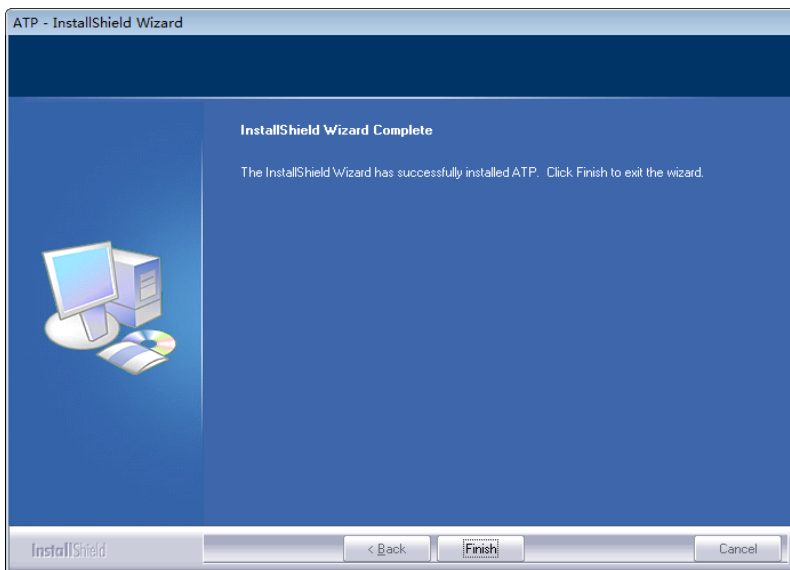 ATP - InstallShield Wizard
InstallShield Wizard Complete
The InstallShield Wizard has successfully installed ATP. Click Finish to exit the wizard.
InstallShield
< Back
Finish
Cancel